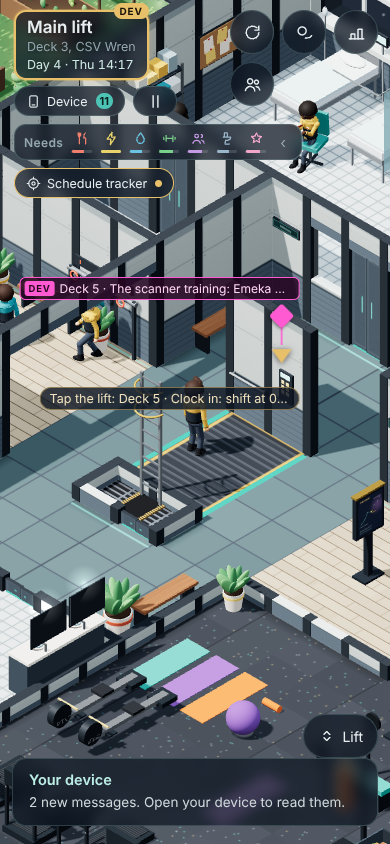 DEV
Main lift
Deck 3, CSV Wren
Day 4 · Thu 14:17
Device 11
Needs
Schedule tracker
DEV Deck 5 · The scanner training: Emeka ...
Tap the lift: Deck 5 · Clock in: shift at 0...
Lift
Your device
2 new messages. Open your device to read them.